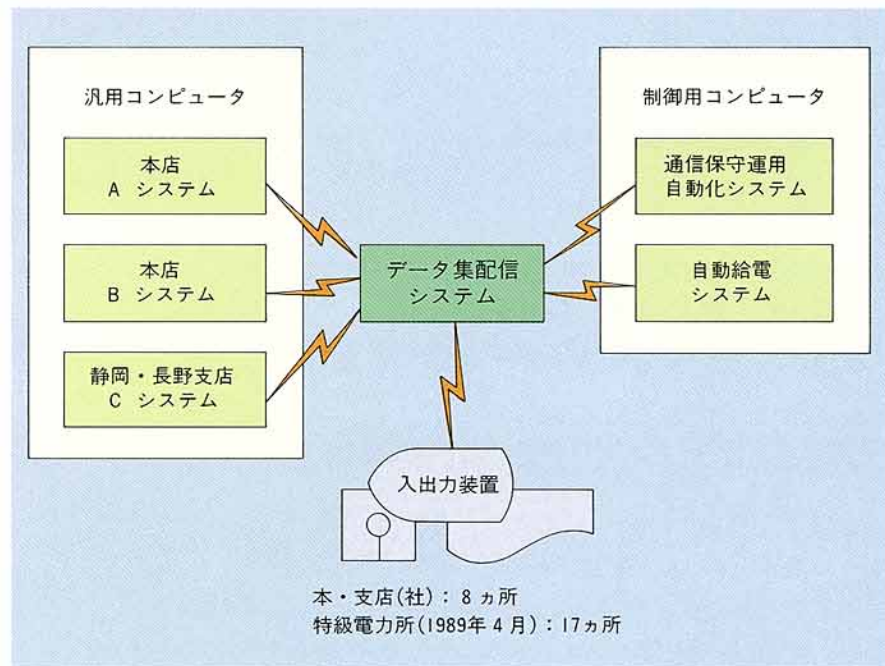 汎用コンピュータ
本店
A システム
本店
B システム
静岡・長野支店
C システム
データ集配信
システム
制御用コンピュータ
通信保守運用
自動化システム
自動給電
システム
入出力装置
本・支店(社)：8ヵ所
特級電力所(1989年4月)：17ヵ所